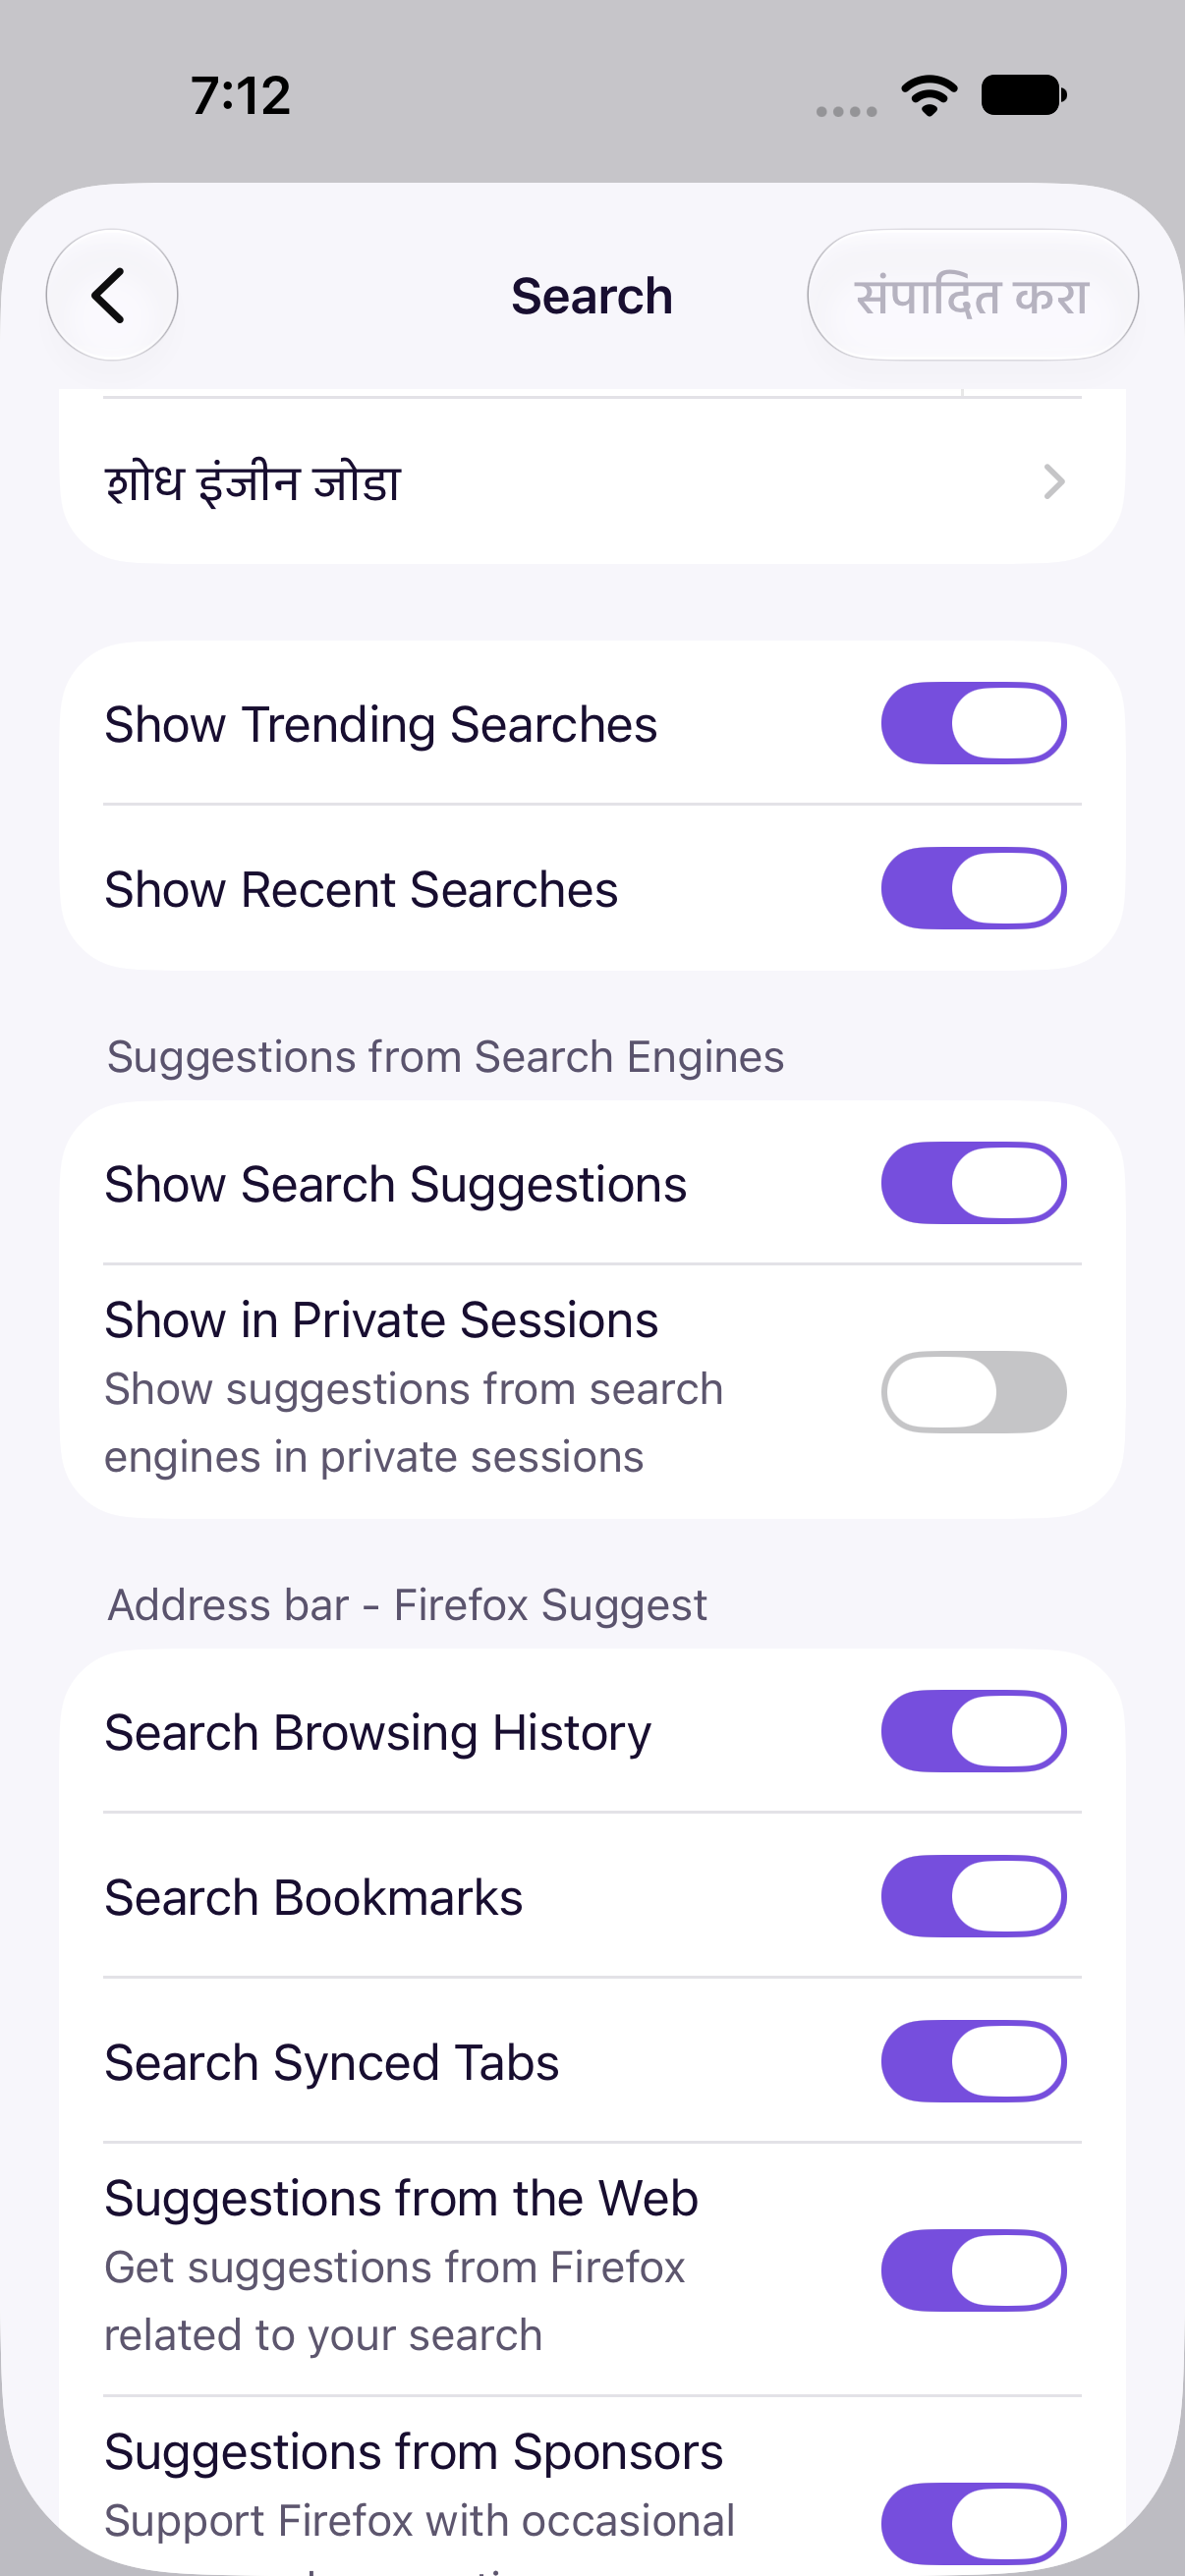 7:12
Search
संपादित करा
शोध इंजीन जोडा
Show Trending Searches
Show Recent Searches
Suggestions from Search Engines
Show Search Suggestions
Show in Private Sessions
Show suggestions from search
engines in private sessions
Address bar - Firefox Suggest
Search Browsing History
Search Bookmarks
Search Synced Tabs
Suggestions from the Web
Get suggestions from Firefox
related to your search
Suggestions from Sponsors
Support Firefox with occasional